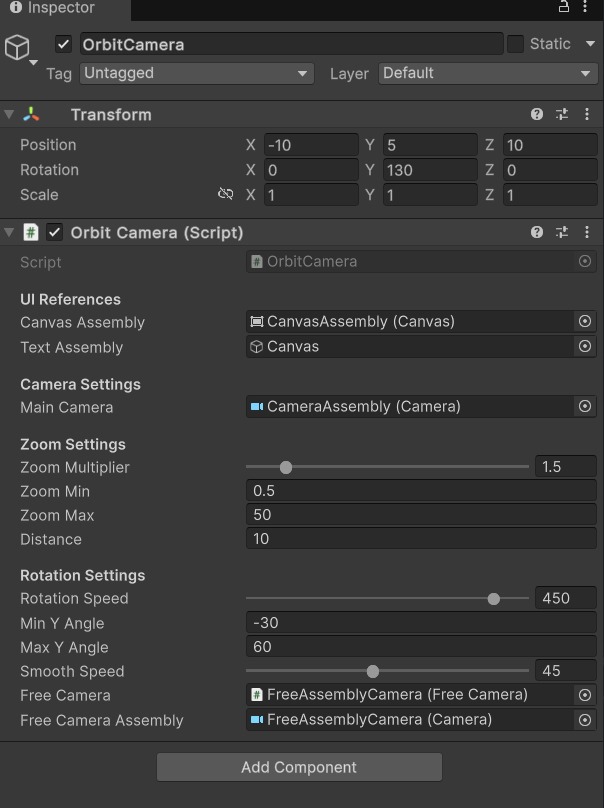 Inspector
OrbitCamera Static
Tag Untagged Layer Default
Transform
Position X -10 Y 5 Z 10
Rotation X 0 Y 130 Z 0
Scale X 1 Y 1 Z 1
# Orbit Camera (Script)
Script # OrbitCamera
UI References
Canvas Assembly CanvasAssembly (Canvas)
Text Assembly Canvas
Camera Settings
Main Camera CameraAssembly (Camera)
Zoom Settings
Zoom Multiplier 1.5
Zoom Min 0.5
Zoom Max 50
Distance 10
Rotation Settings
Rotation Speed 450
Min Y Angle -30
Max Y Angle 60
Smooth Speed 45
Free Camera # FreeAssemblyCamera (Free Camera)
Free Camera Assembly FreeAssemblyCamera (Camera)
Add Component